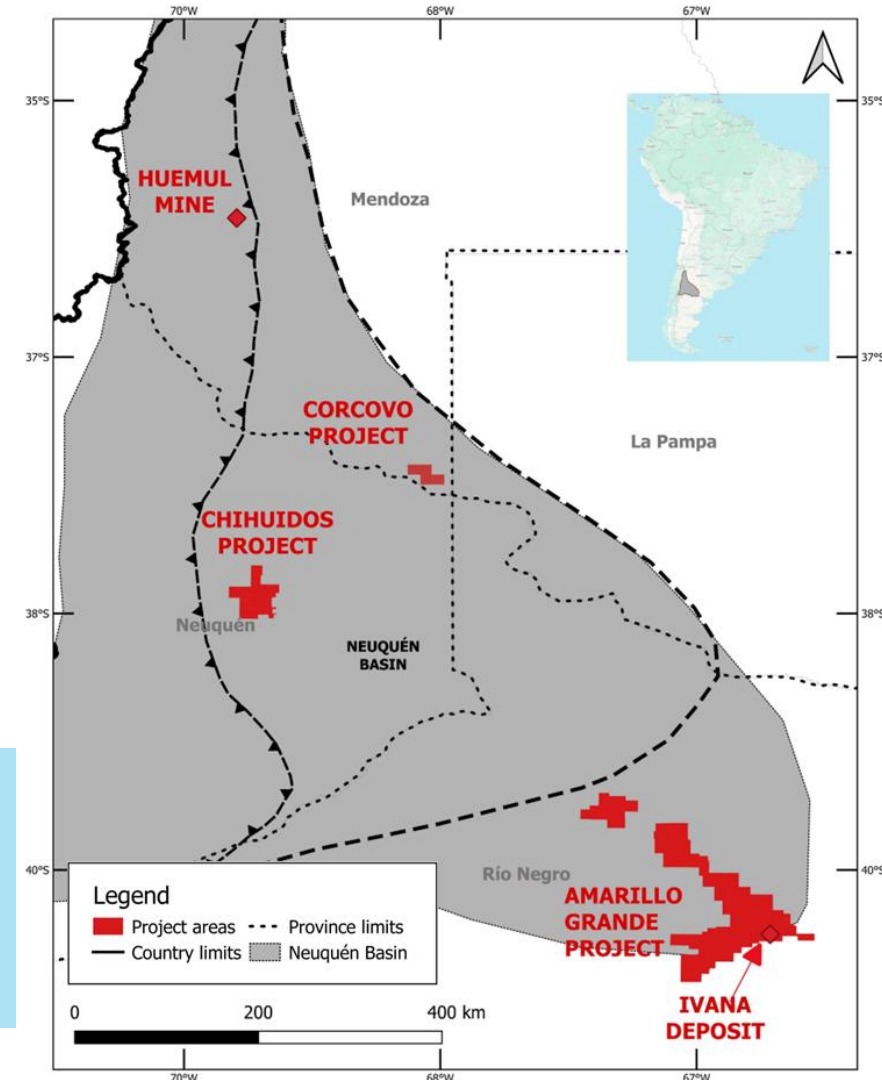 70°W
68°W
67°W
35°S
35°S
HUEMUL
MINE
Mendoza
37°S
37°S
CORCOVO
PROJECT
La Pampa
CHIHUIDOS
PROJECT
38°S
38°S
Neuquén
NEUQUÉN
BASIN
40°S
40°S
Río Negro
AMARILLO
GRANDE
PROJECT
IVANA
DEPOSIT
Legend
Project areas
Province limits
Country limits
Neuquén Basin
0
200
400 km
70°W
68°W
67°W